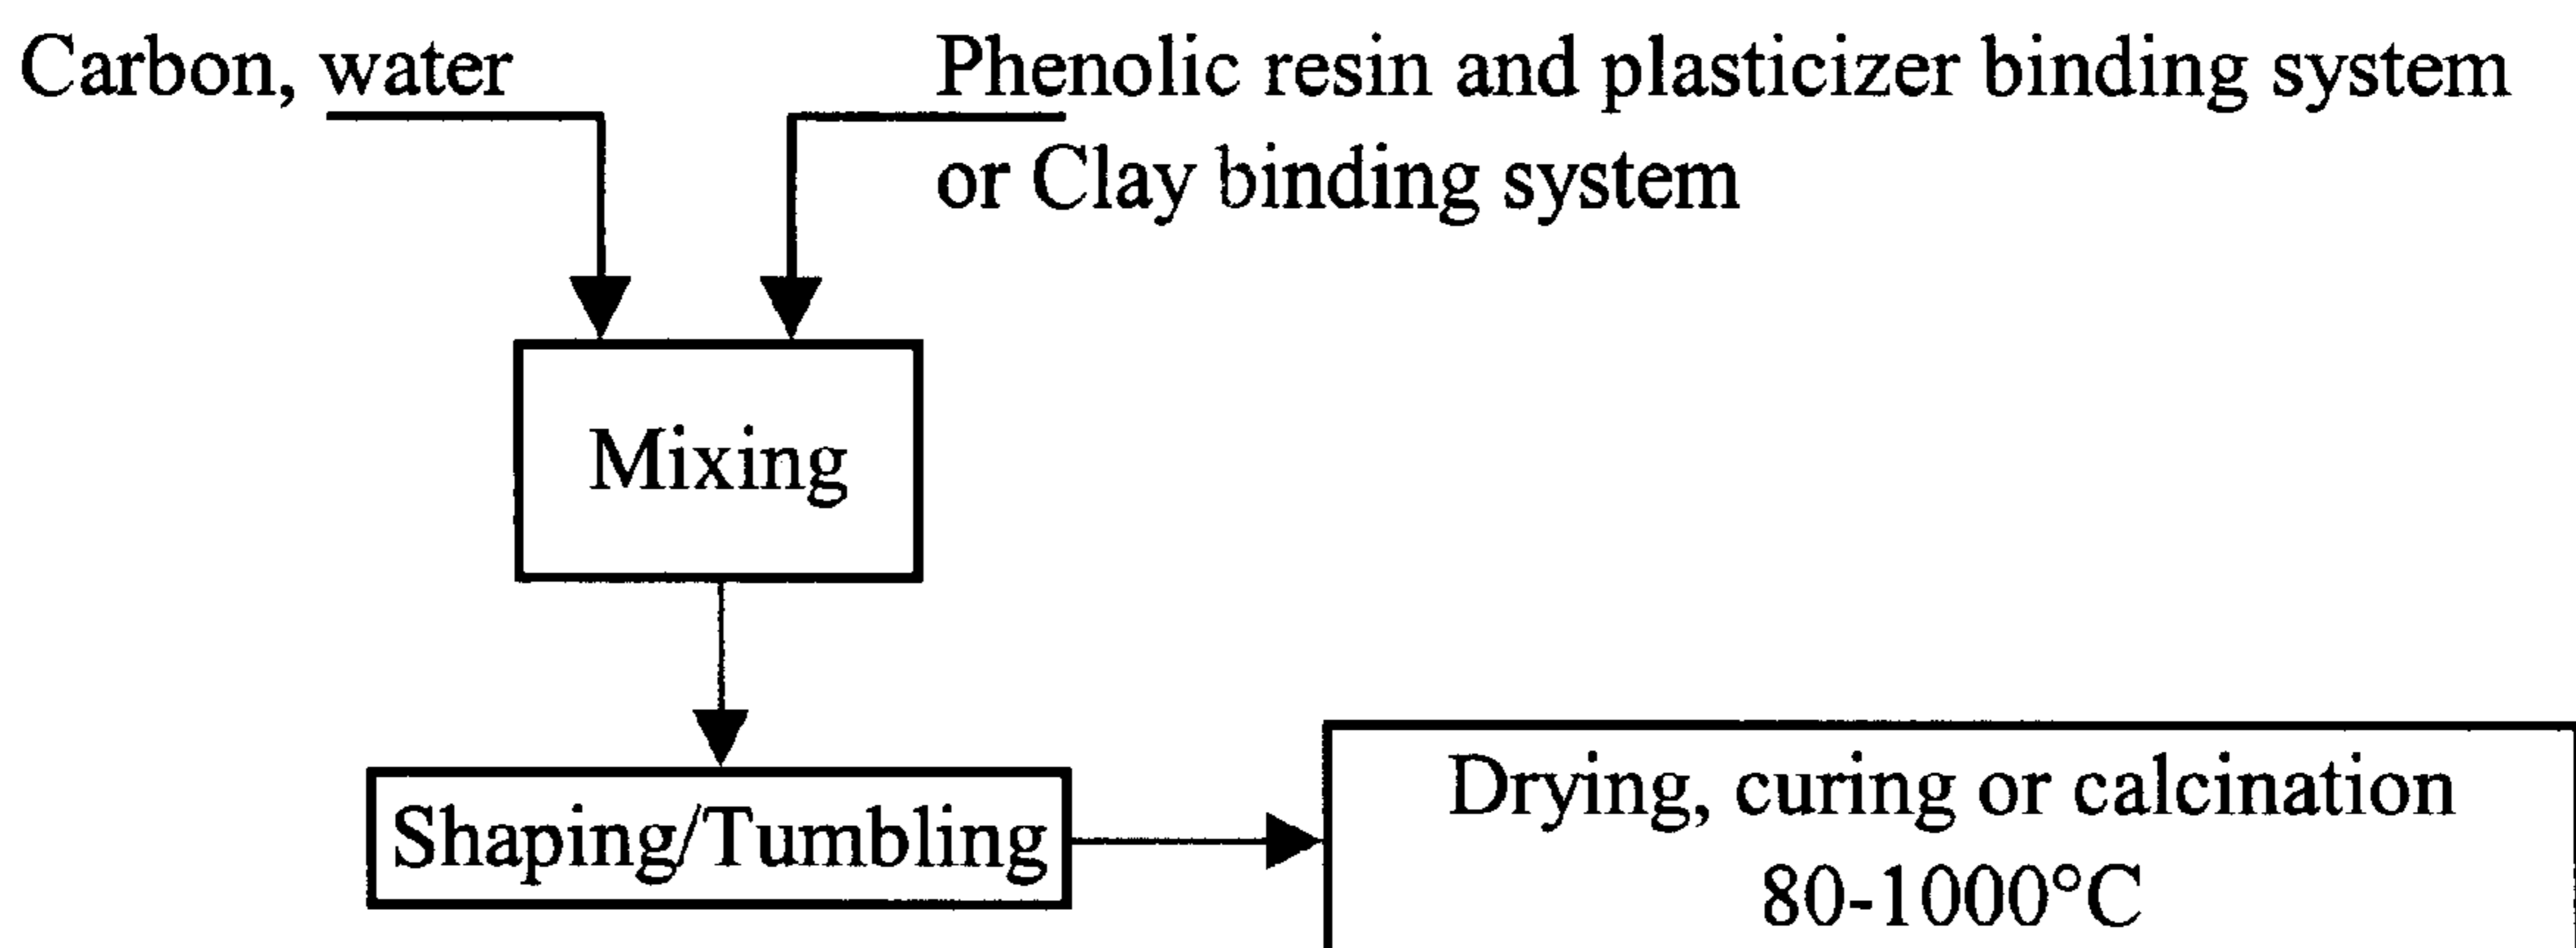 Carbon, water
Phenolic resin and plasticizer binding system
or Clay binding system
Mixing
Shaping/Tumbling
Drying, curing or calcination
80-1000°C